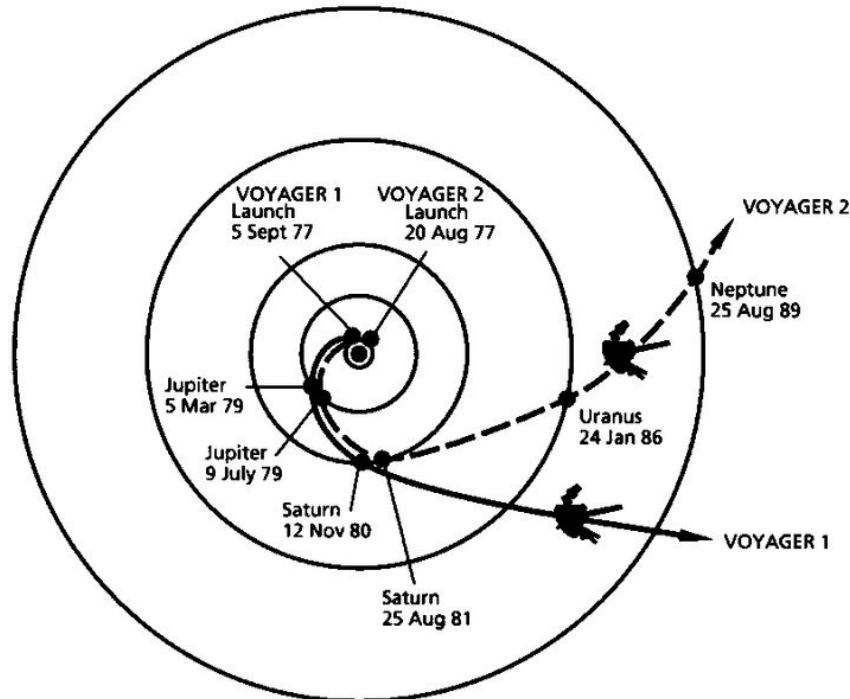 VOYAGER 1
Launch
5 Sept 77
VOYAGER 2
Launch
20 Aug 77
VOYAGER 2
Neptune
25 Aug 89
Jupiter
5 Mar 79
Uranus
24 Jan 86
Jupiter
9 July 79
Saturn
12 Nov 80
VOYAGER 1
Saturn
25 Aug 81